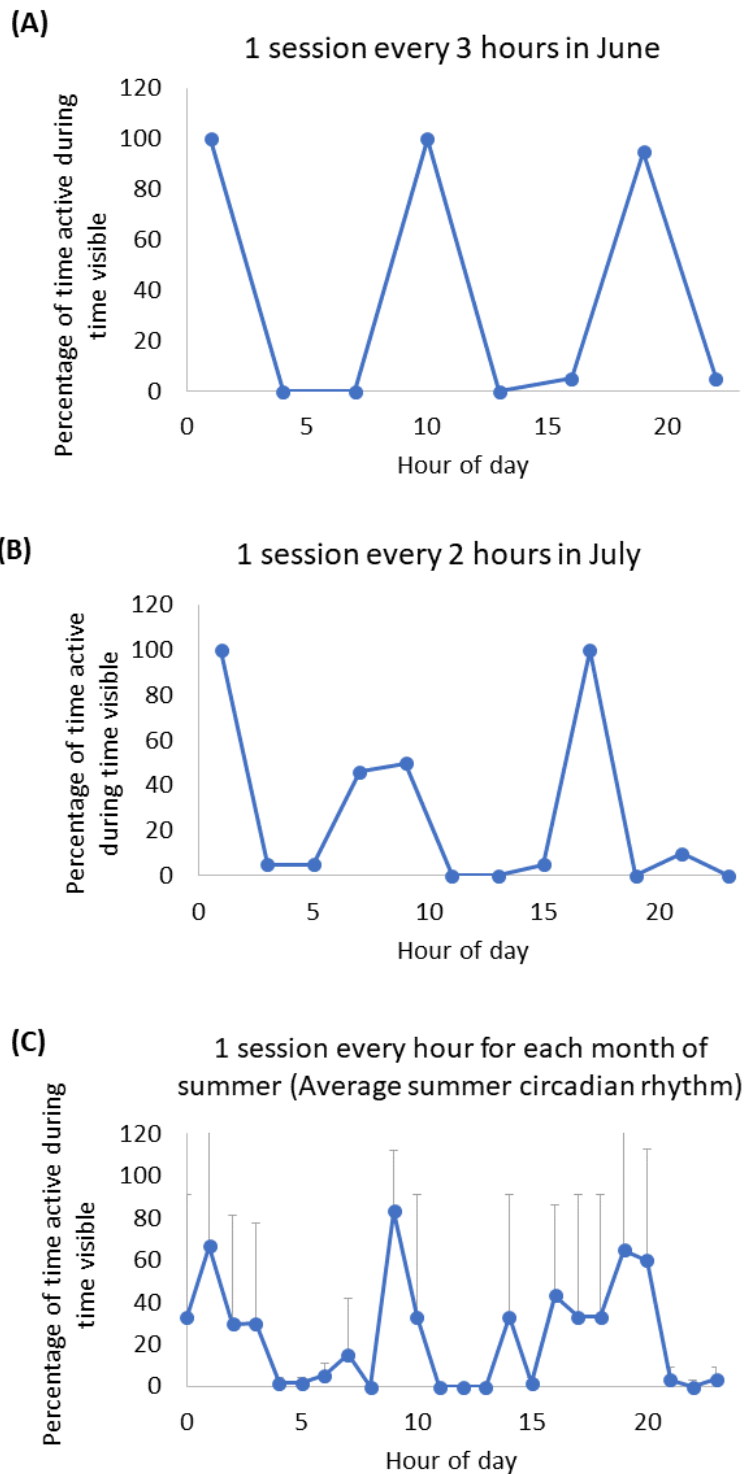 (A)
1 session every 3 hours in June
Percentage of time active during
time visible
120
100
80
60
40
20
0
0 5 10 15 20
Hour of day
(B)
1 session every 2 hours in July
Percentage of time active
during time visible
120
100
80
60
40
20
0
0 5 10 15 20
Hour of day
(C)
1 session every hour for each month of
summer (Average summer circadian rhythm)
Percentage of time active during
time visible
120
100
80
60
40
20
0
0 5 10 15 20
Hour of day